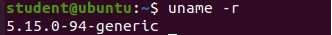 student@ubuntu:~$ uname -r
5.15.0-94-generic